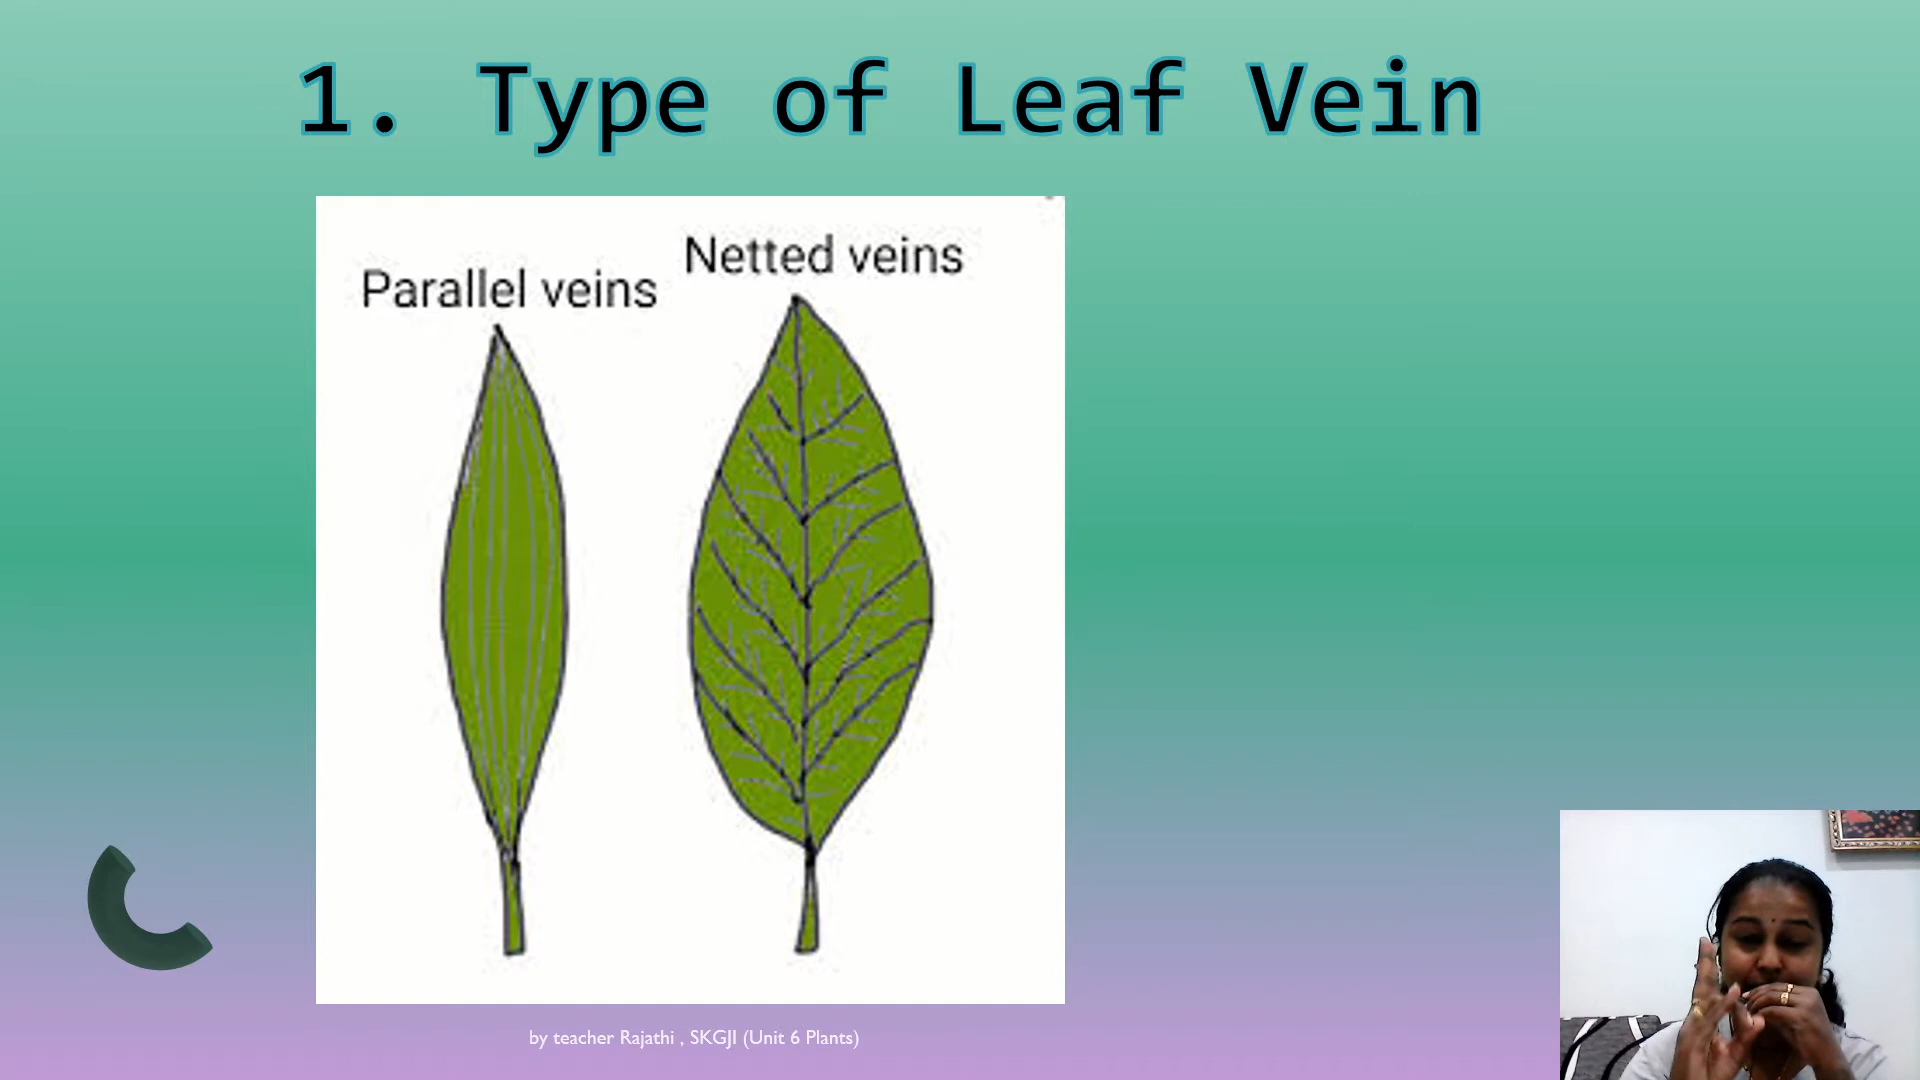 1. Type of Leaf Vein
Netted veins
Parallel veins
by teacher Rajathi , SKGJI (Unit 6 Plants)